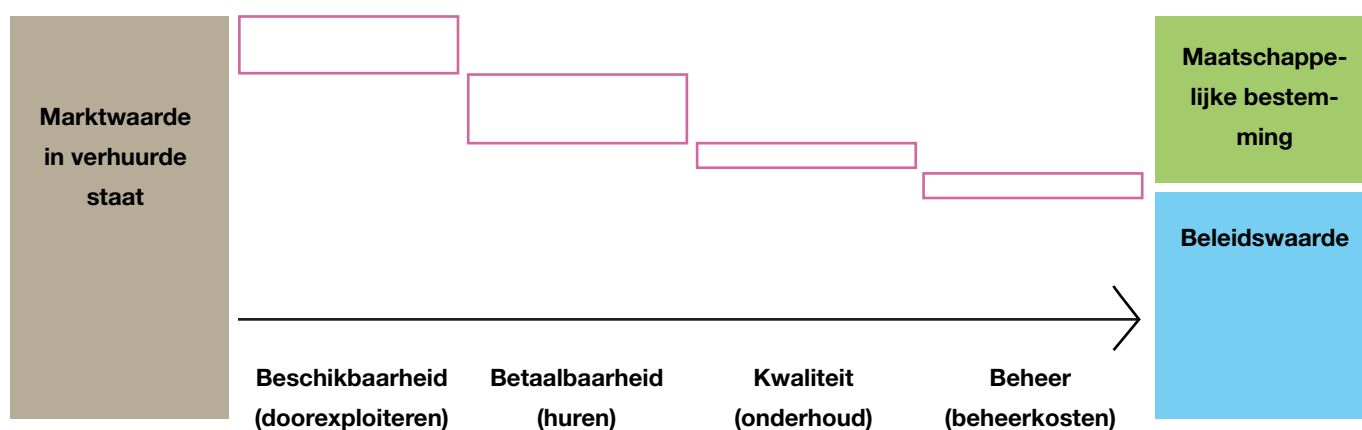 Marktwaarde
in verhuurde
staat
Maatschappe-
lijke bestem-
ming
Beleidswaarde
Beschikbaarheid
(doorexploiteren)
Betaalbaarheid
(huren)
Kwaliteit
(onderhoud)
Beheer
(beheerkosten)